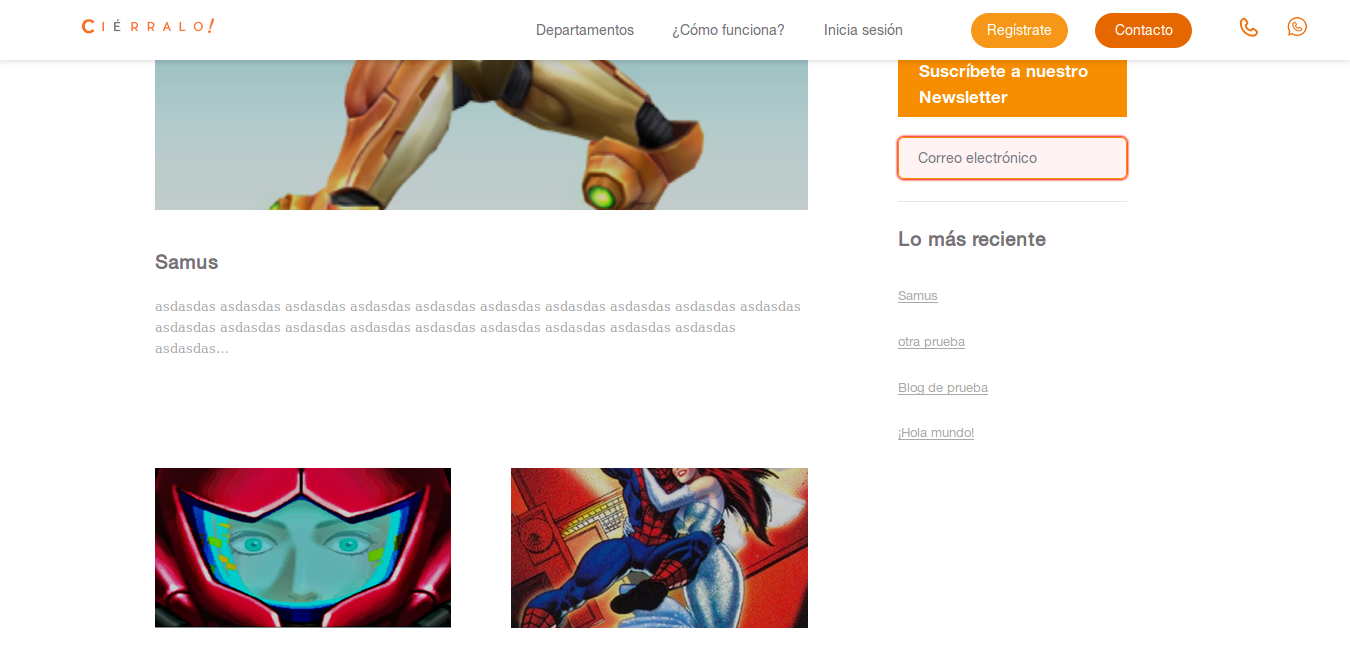 CIÉRRALO!
Departamentos
¿Cómo funciona?
Inicia sesión
Regístrate
Contacto
Suscríbete a nuestro
Newsletter
Correo electrónico
Lo más reciente
Samus
otra prueba
Blog de prueba
¡Hola mundo!
Samus
asdasdas asdasdas asdasdas asdasdas asdasdas asdasdas asdasdas asdasdas asdasdas asdasdas
asdasdas asdasdas asdasdas asdasdas asdasdas asdasdas asdasdas asdasdas asdasdas
asdasdas...